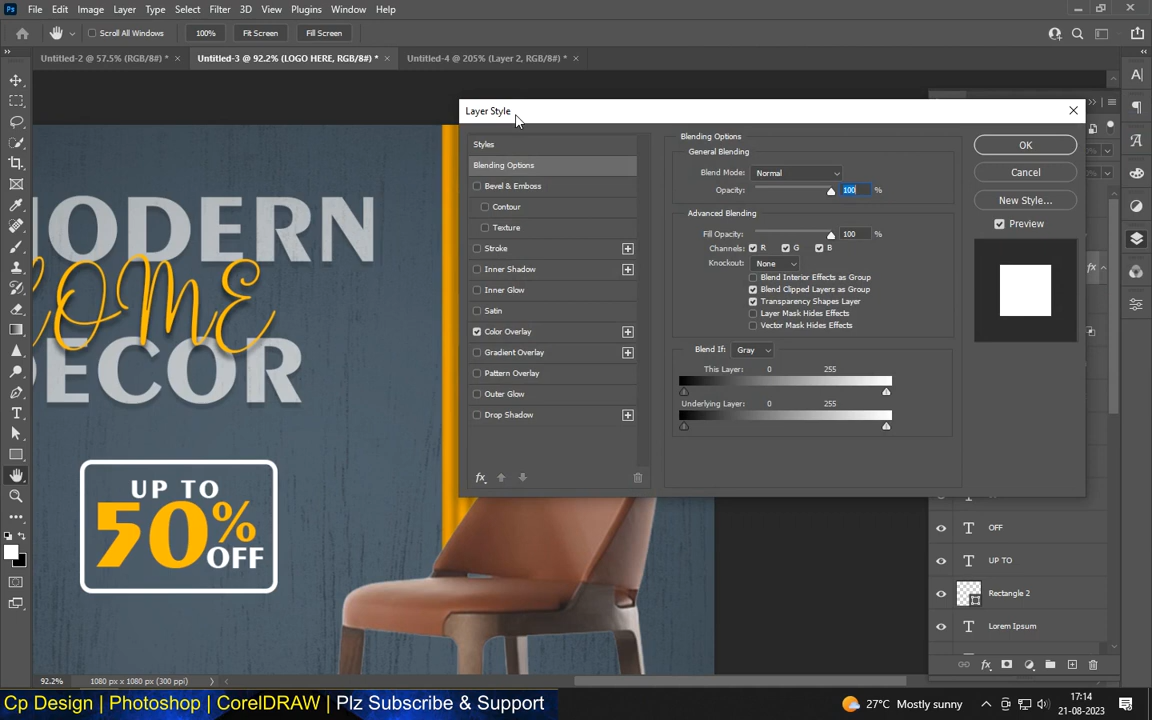 Ps File Edit Image Layer Type Select Filter 3D View Plugins Window Help
Scroll All Windows 100% Fit Screen Fill Screen
Untitled-2 @ 57.5% (RGB/8#) * × Untitled-3 @ 92.2% (LOGO HERE, RGB/8#) * × Untitled-4 @ 205% (Layer 2, RGB/8#) * ×
Layer Style
Styles
Blending Options
Bevel & Emboss
Contour
Texture
Stroke
Inner Shadow
Inner Glow
Satin
Color Overlay
Gradient Overlay
Pattern Overlay
Outer Glow
Drop Shadow
fx
Blending Options
General Blending
Blend Mode: Normal
Opacity: 100 %
Advanced Blending
Fill Opacity: 100 %
Channels: R G B
Knockout: None
Blend Interior Effects as Group
Blend Clipped Layers as Group
Transparency Shapes Layer
Layer Mask Hides Effects
Vector Mask Hides Effects
Blend If: Gray
This Layer: 0 255
Underlying Layer: 0 255
OK
Cancel
New Style...
Preview
fx
ODERN
OME
DECOR
UP TO
50%
OFF
T OFF
T UP TO
Rectangle 2
T Lorem Ipsum
fx
92.2% 1080 px x 1080 px (300 ppi)
Cp Design | Photoshop | CorelDRAW | Plz Subscribe & Support
27°C Mostly sunny
17:14
21-08-2023